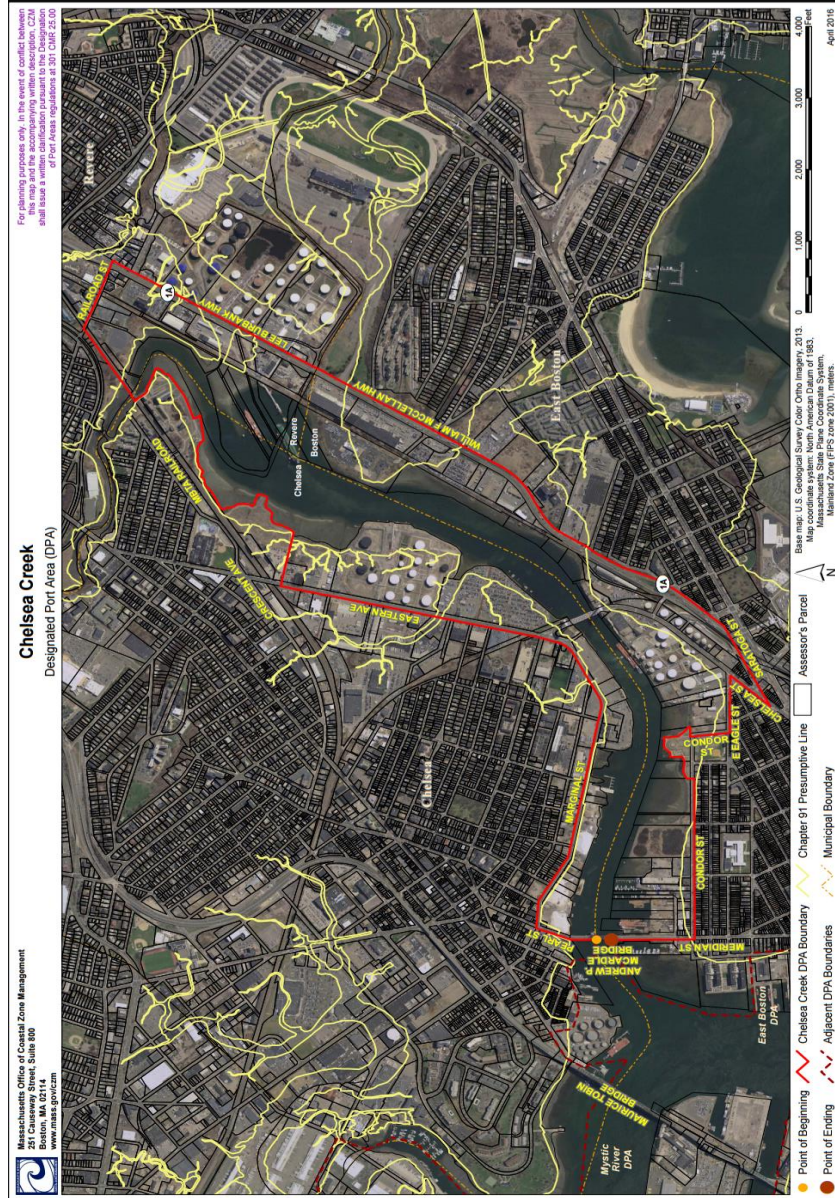 Massachusetts Office of Coastal Zone Management
251 Causeway Street, Suite 800
Boston, MA 02114
www.mass.gov/czm
Chelsea Creek
Designated Port Area (DPA)
For planning purposes only. In the event of conflict between
this map and the accompanying written description, CZM
shall issue a written clarification pursuant to the Designation
of Port Areas regulations at 301 CMR 25.00
Revere
RAILROAD ST
1A
LEE BURBANK HWY
MBTA RAILROAD
CRESCENT AVE
Chelsea
Revere
Boston
WILLIAM F MCCLELLAN HWY
EASTERN AVE
East Boston
Chelsea
MARGINAL ST
1A
PEARL ST
SARATOGA ST
CHELSEA ST
E EAGLE ST
CONDOR
ST
CONDOR ST
ANDREW P.
MCARDLE
BRIDGE
MERIDIAN ST
MAURICE TOBIN
BRIDGE
Mystic
River
DPA
East Boston
DPA
Point of Beginning
Point of Ending
Chelsea Creek DPA Boundary
Adjacent DPA Boundaries
Chapter 91 Presumptive Line
Municipal Boundary
Assessor's Parcel
N
Base map: U.S. Geological Survey Color Ortho Imagery, 2013.
Map coordinate system: North American Datum of 1983,
Massachusetts State Plane Coordinate System,
Mainland Zone (FIPS zone 2001), meters.
0 1,000 2,000 3,000 4,000
Feet
April 2016